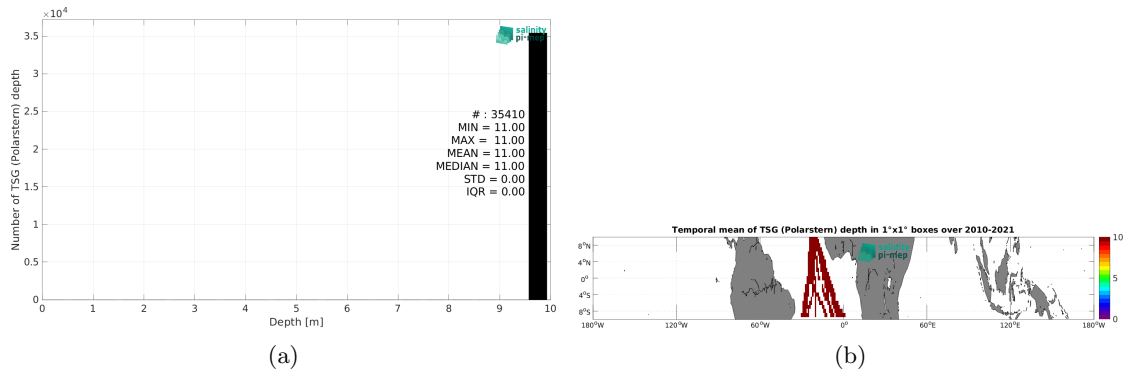 ×10⁴
3.5
3
2.5
2
1.5
1
0.5
0
Number of TSG (Polarstern) depth
salinity
pi-mep
# : 35410
MIN = 11.00
MAX = 11.00
MEAN = 11.00
MEDIAN = 11.00
STD = 0.00
IQR = 0.00
0 1 2 3 4 5 6 7 8 9 10
Depth [m]
(a)
Temporal mean of TSG (Polarstern) depth in 1°x1° boxes over 2010-2021
salinity
pi-mep
8°N
4°N
0°
4°S
8°S
180°W 120°W 60°W 0° 60°E 120°E 180°W
10
8
6
4
2
0
(b)